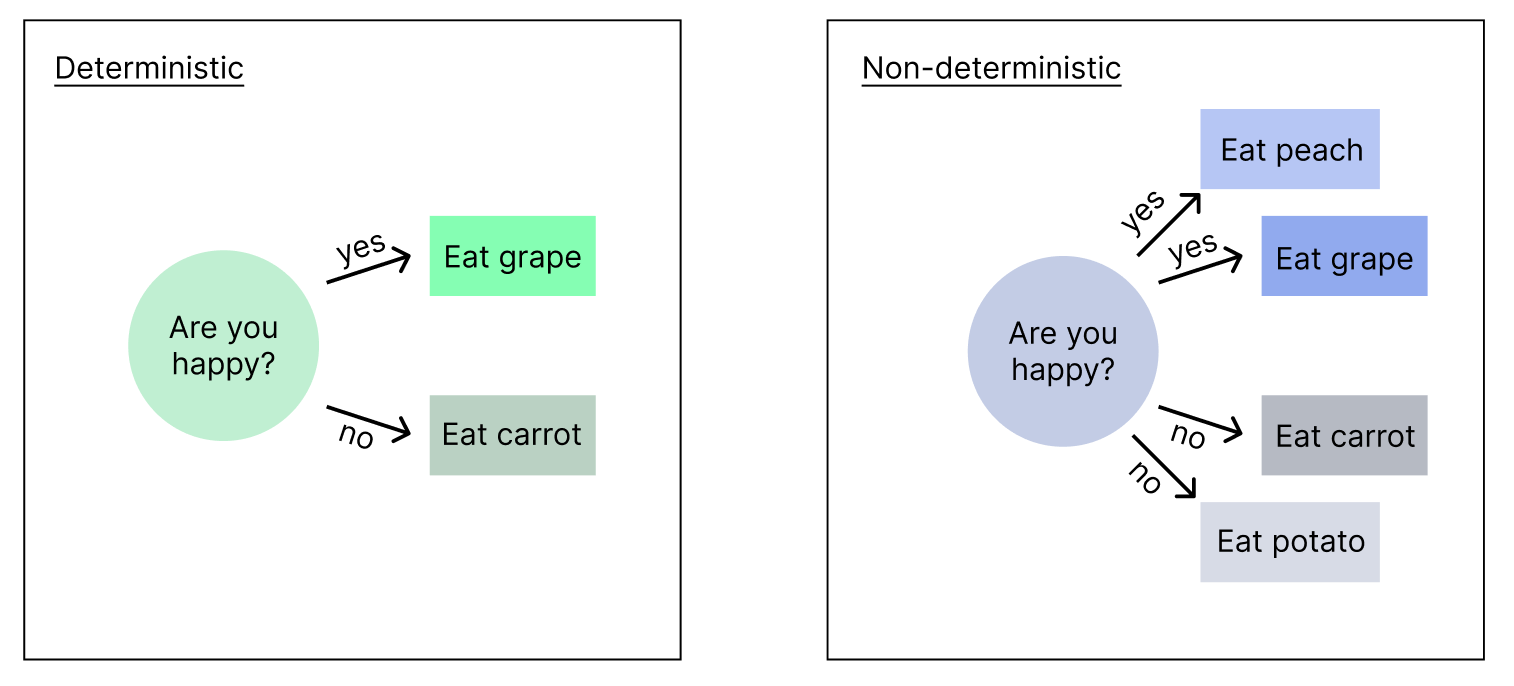 Deterministic
yes
Eat grape
Are you
happy?
no
Eat carrot
Non-deterministic
Eat peach
yes
yes
Eat grape
Are you
happy?
no
Eat carrot
no
Eat potato